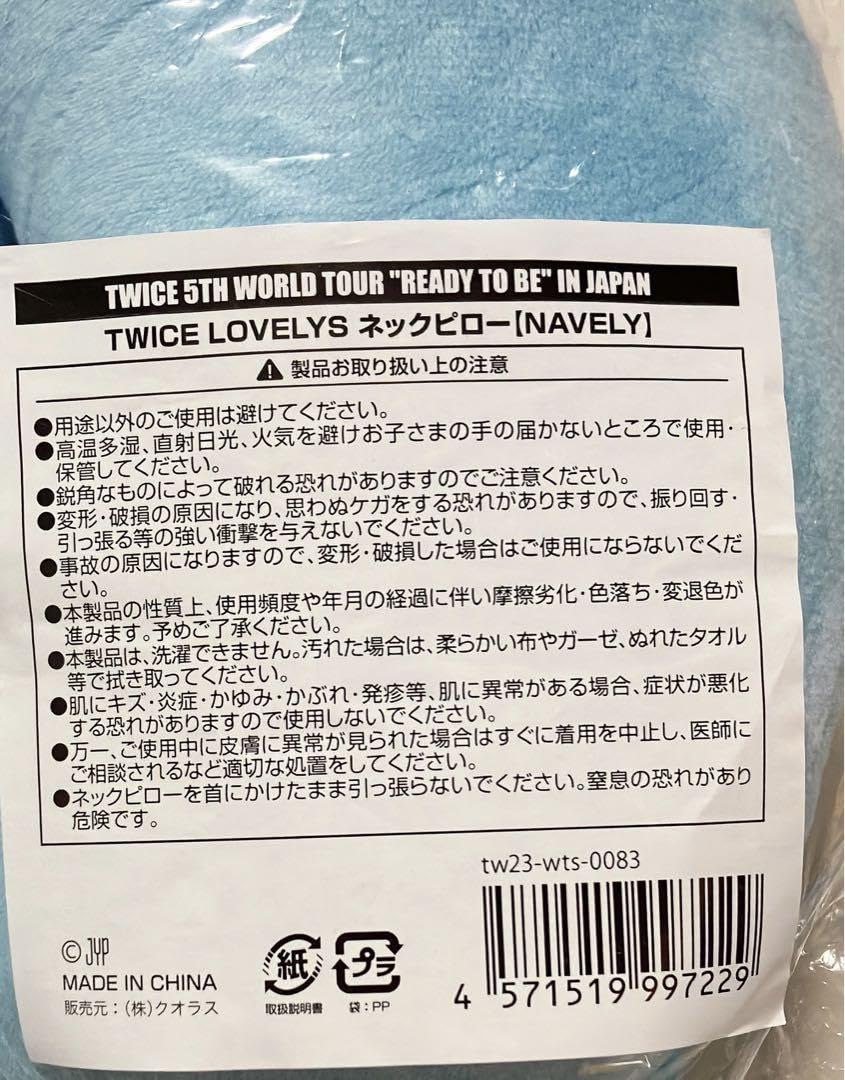 TWICE 5TH WORLD TOUR "READY TO BE" IN JAPAN
TWICE LOVELYS ネックピロー【NAVELY】
製品お取り扱い上の注意
●用途以外のご使用は避けてください。
●高温多湿、直射日光、火気を避けお子さまの手の届かないところで使用・
保管してください。
●鋭角なものによって破れる恐れがありますのでご注意ください。
●変形・破損の原因になり、思わぬケガをする恐れがありますので、振り回す・
引っ張る等の強い衝撃を与えないでください。
●事故の原因になりますので、変形・破損した場合はご使用にならないでくだ
さい。
●本製品の性質上、使用頻度や年月の経過に伴い摩擦劣化・色落ち・変退色が
進みます。予めご了承ください。
●本製品は、洗濯できません。汚れた場合は、柔らかい布やガーゼ、ぬれたタオル
等で拭き取ってください。
●肌にキズ・炎症・かゆみ・かぶれ・発疹等、肌に異常がある場合、症状が悪化
する恐れがありますので使用しないでください。
●万一、ご使用中に皮膚に異常が見られた場合はすぐに着用を中止し、医師に
ご相談されるなど適切な処置をしてください。
●ネックピローを首にかけたまま引っ張らないでください。窒息の恐れがあり
危険です。
tw23-wts-0083
4 571519 997229
© JYP
MADE IN CHINA
販売元：(株)クオラス
紙
取扱説明書
プラ
袋：PP